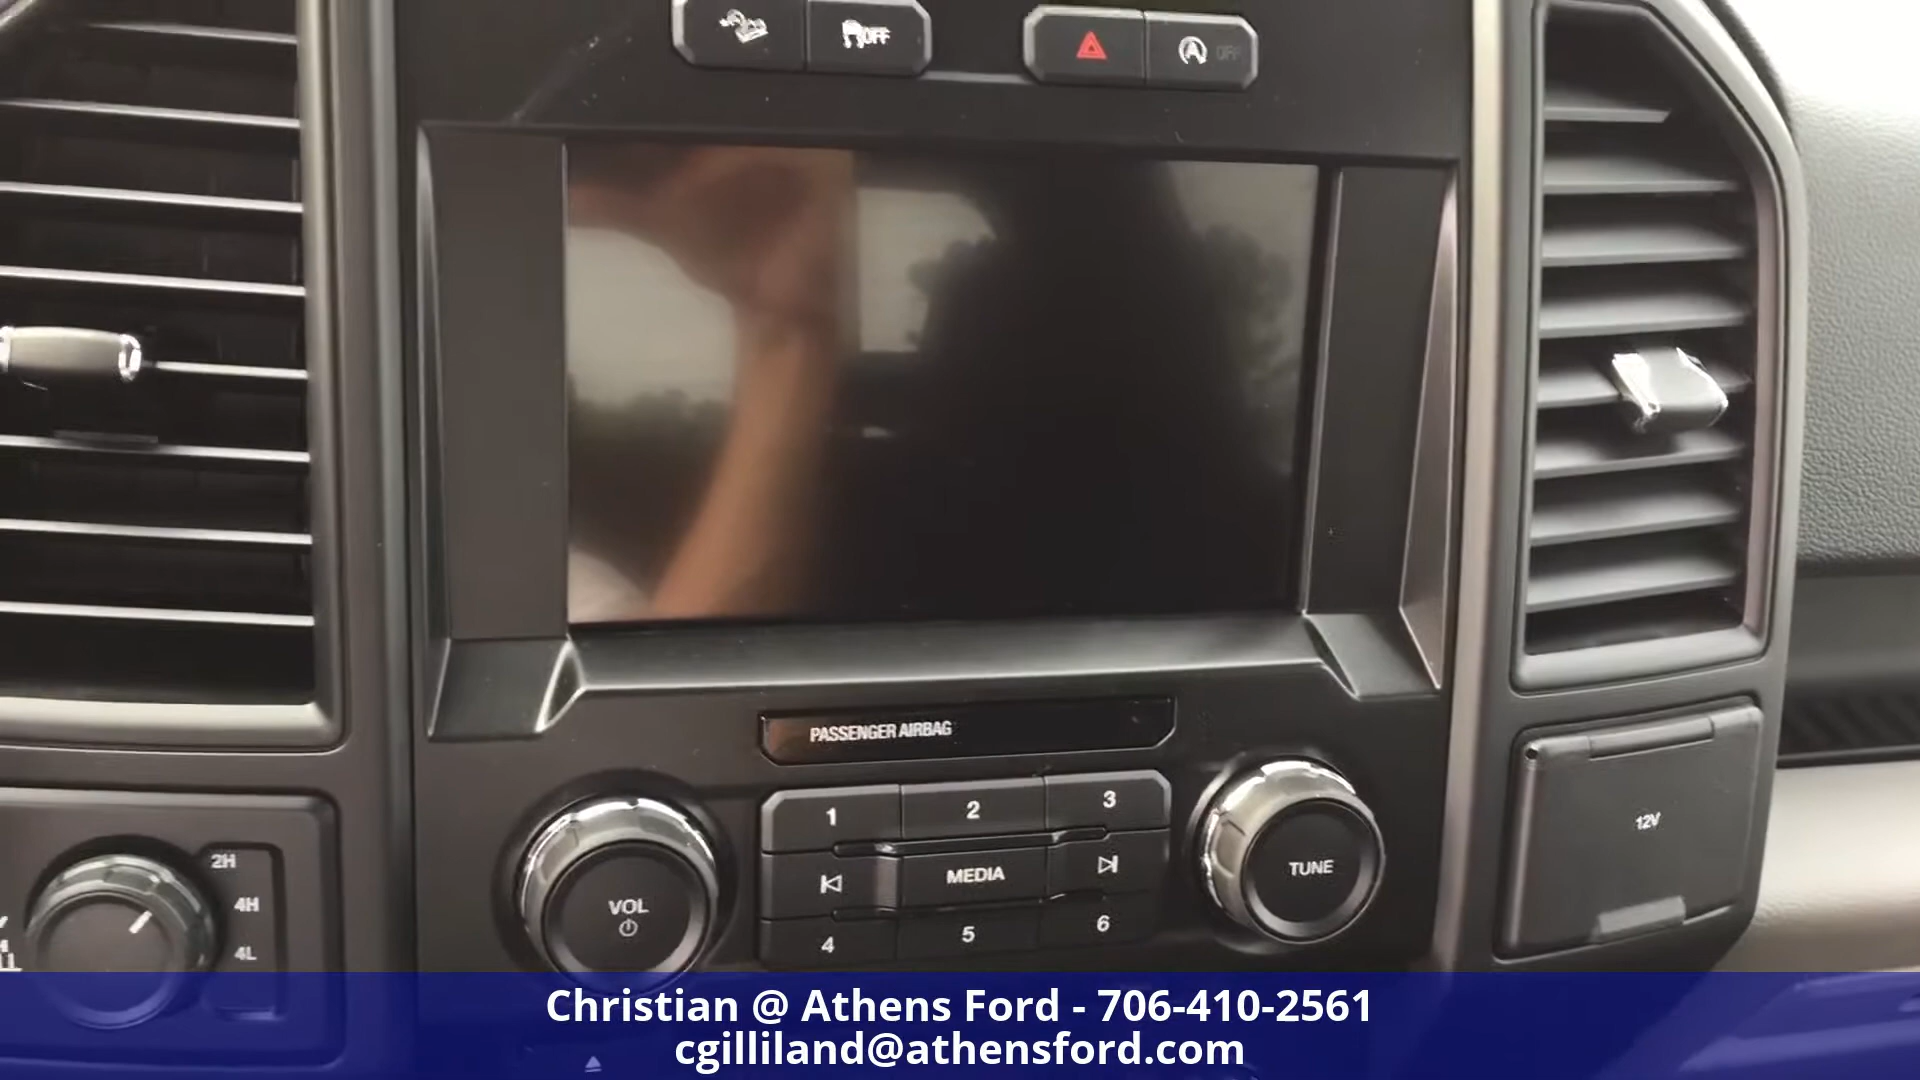 OFF
A OFF
PASSENGER AIRBAG
1 2 3
MEDIA
4 5 6
VOL
TUNE
12V
2H
4H
4L
Christian @ Athens Ford - 706-410-2561
cgilliland@athensford.com